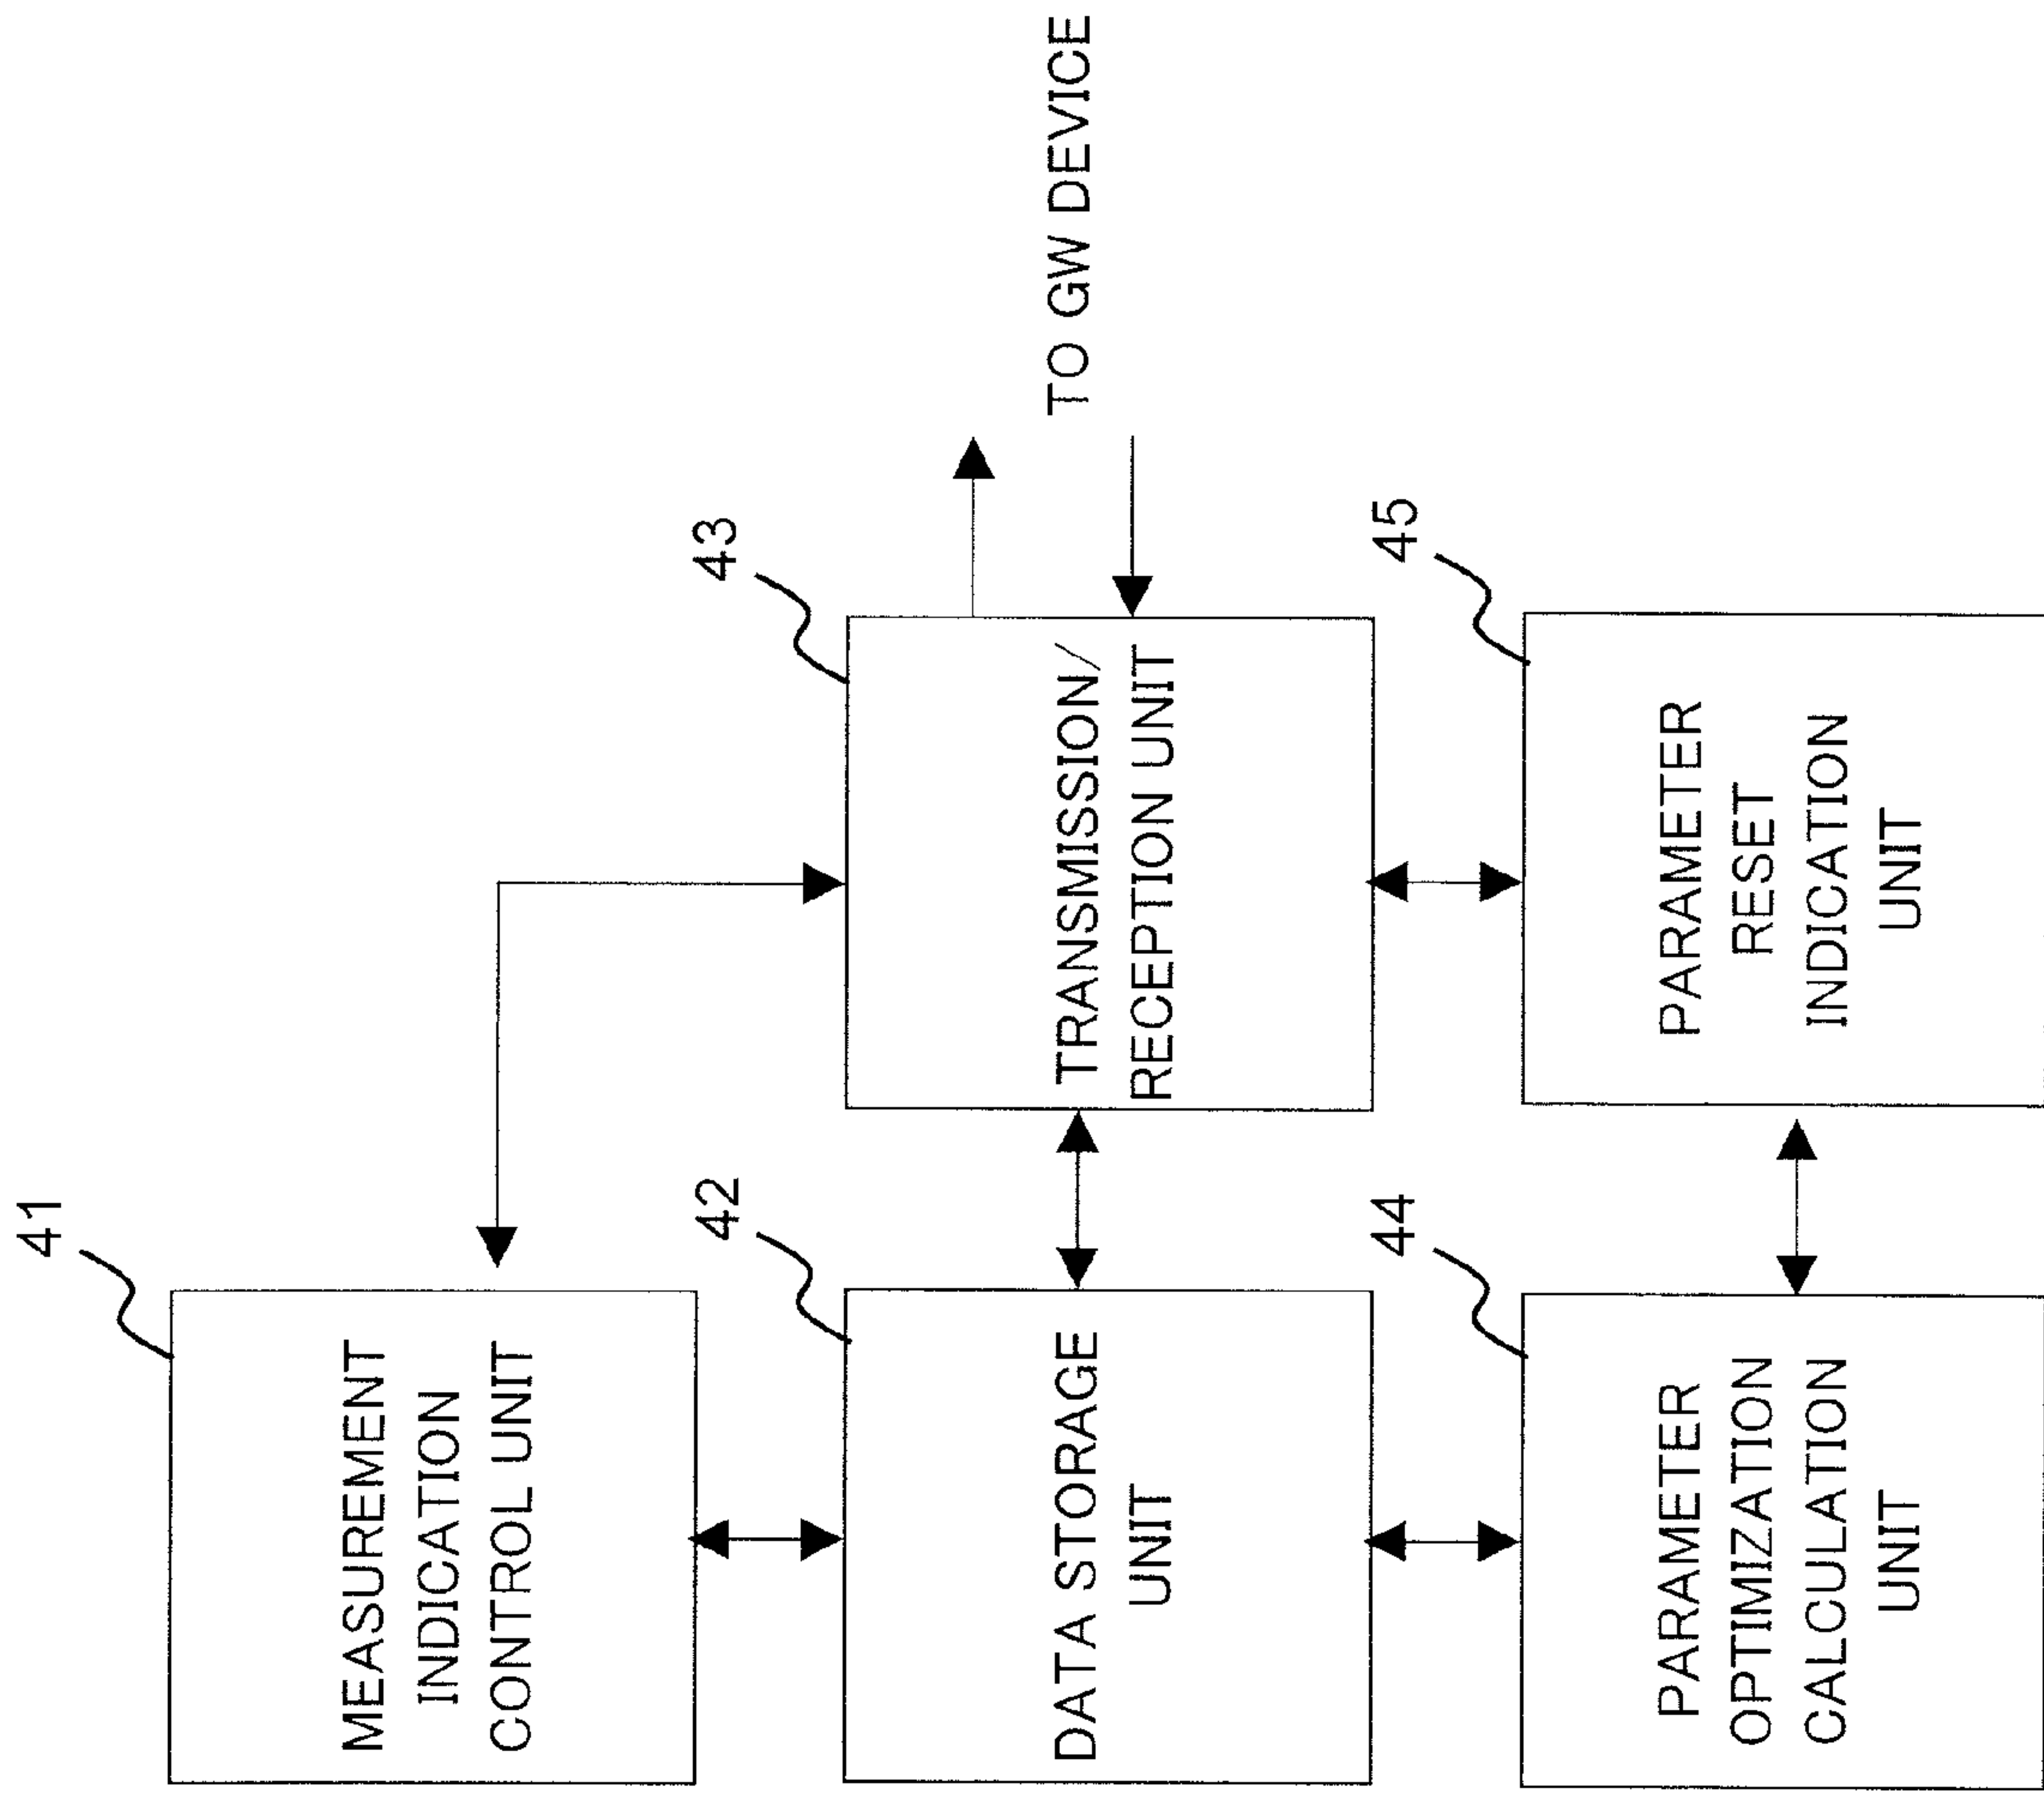 41
MEASUREMENT
INDICATION
CONTROL UNIT
42
DATA STORAGE
UNIT
43
TRANSMISSION/
RECEPTION UNIT
TO GW DEVICE
44
PARAMETER
OPTIMIZATION
CALCULATION
UNIT
45
PARAMETER
RESET
INDICATION
UNIT